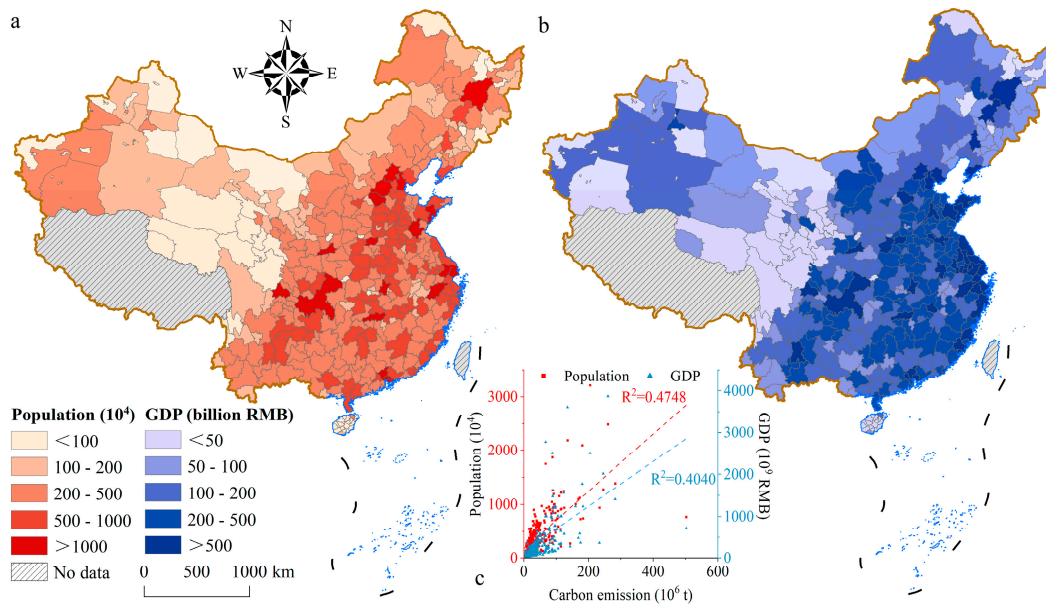 a
b
N
W
E
S
Population (10⁴)
GDP (billion RMB)
<100
<50
100 - 200
50 - 100
200 - 500
100 - 200
500 - 1000
200 - 500
>1000
>500
No data
0 500 1000 km
c
Population
GDP
R²=0.4748
R²=0.4040
3000
2000
1000
0
Population (10⁴)
4000
3000
2000
1000
0
GDP (10⁹ RMB)
0 200 400 600
Carbon emission (10⁶ t)